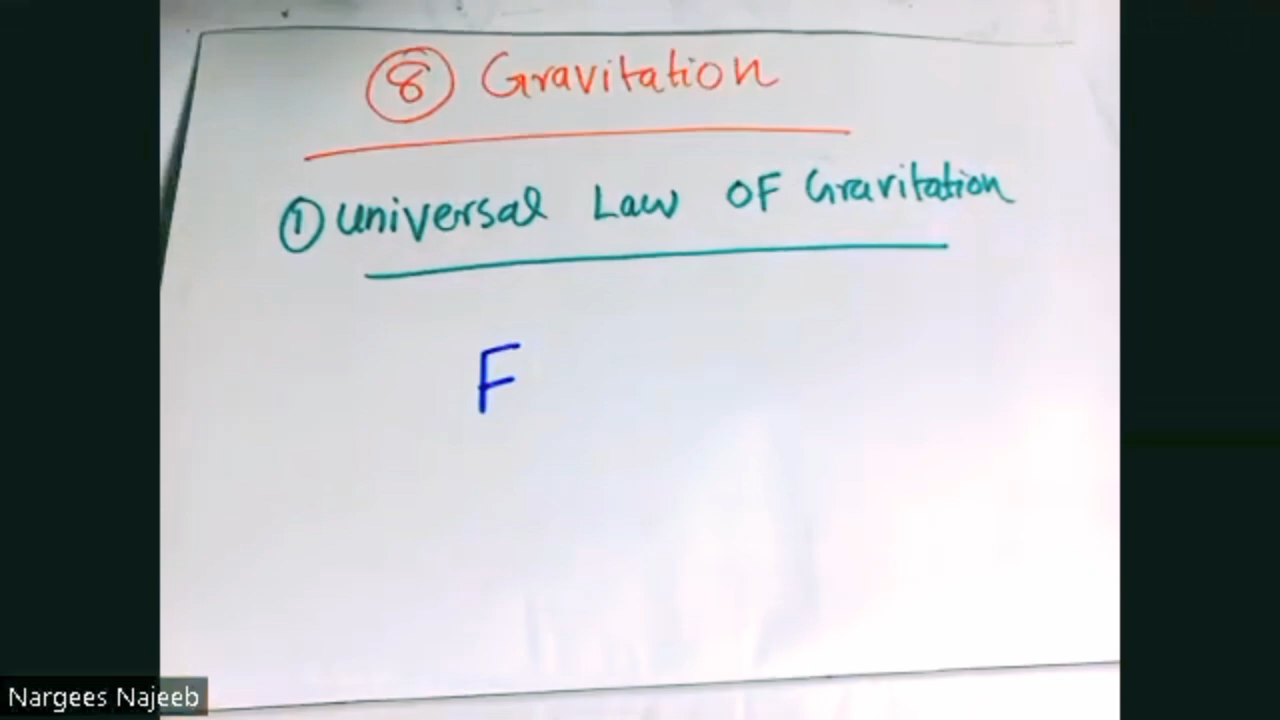 ⑧ Gravitation
① Universal Law OF Gravitation
F
Nargees Najeeb